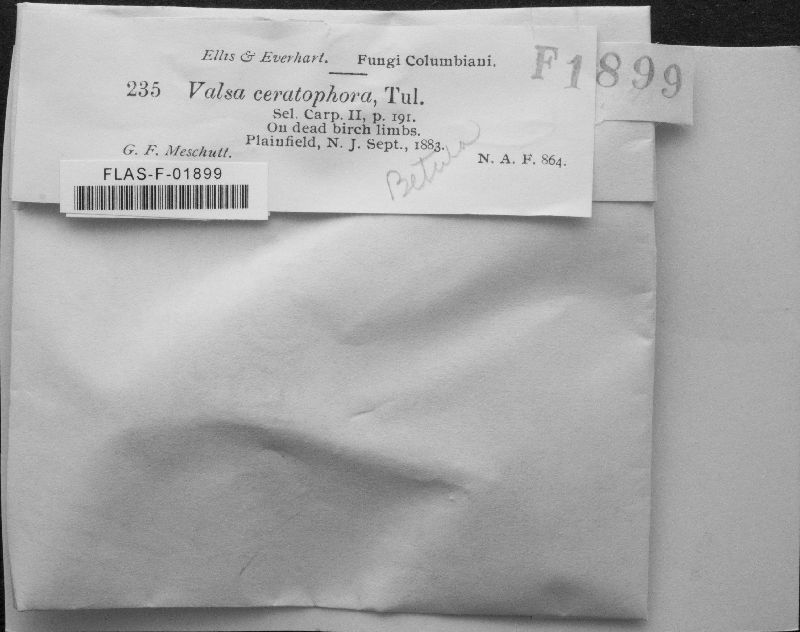 Ellis & Everhart. Fungi Columbiani.
F1899
235 Valsa ceratophora, Tul.
Sel. Carp. II, p. 191.
On dead birch limbs.
Plainfield, N. J. Sept., 1883.
G. F. Meschutt.
N. A. F. 864.
Betula
FLAS-F-01899